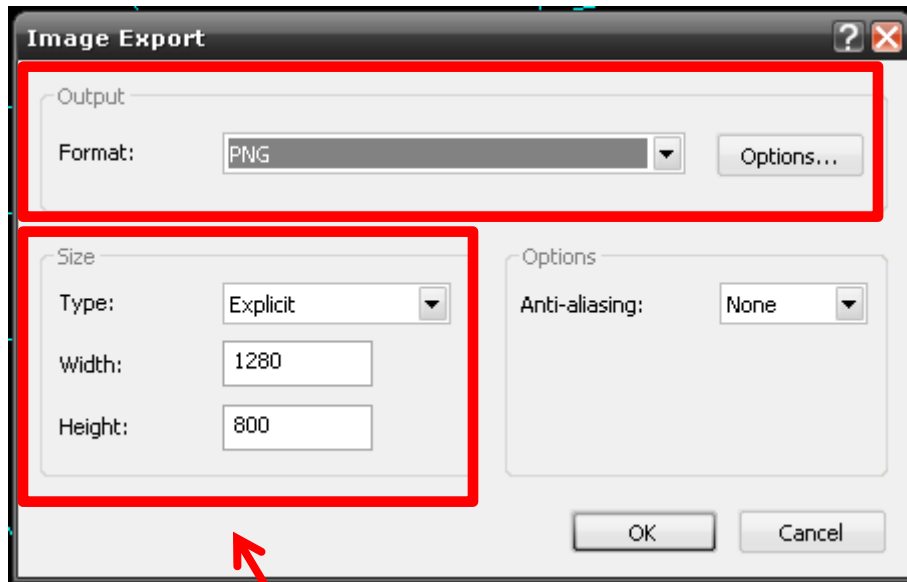 Image Export
Output
Format: PNG Options...
Size
Type: Explicit
Width: 1280
Height: 800
Options
Anti-aliasing: None
OK Cancel